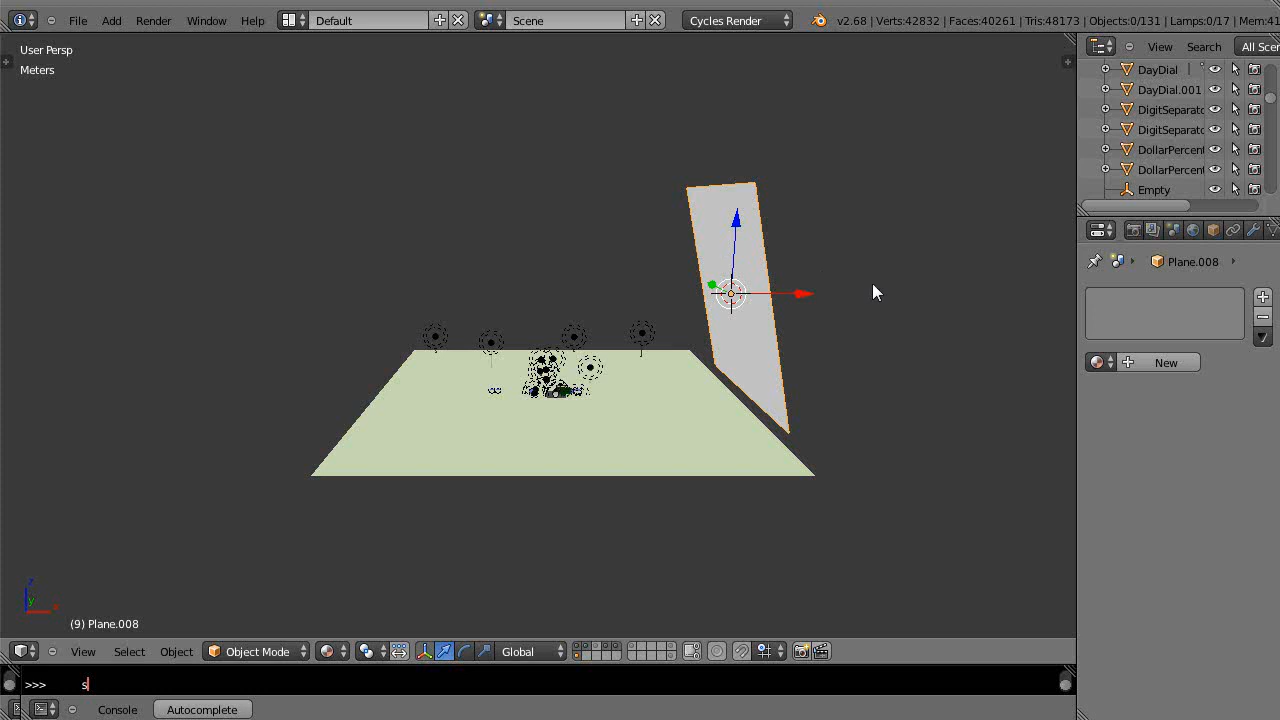 File Add Render Window Help Default Scene Cycles Render v2.68 | Verts:42832 | Faces:40261 | Tris:48173 | Objects:0/131 | Lamps:0/17 | Mem:41
User Persp
Meters
View Search All Scen
DayDial
DayDial.001
DigitSeparato
DigitSeparato
DollarPercent
DollarPercent
Empty
Plane.008
New
z
y
x
(9) Plane.008
View Select Object Object Mode Global
>>> s
Console Autocomplete